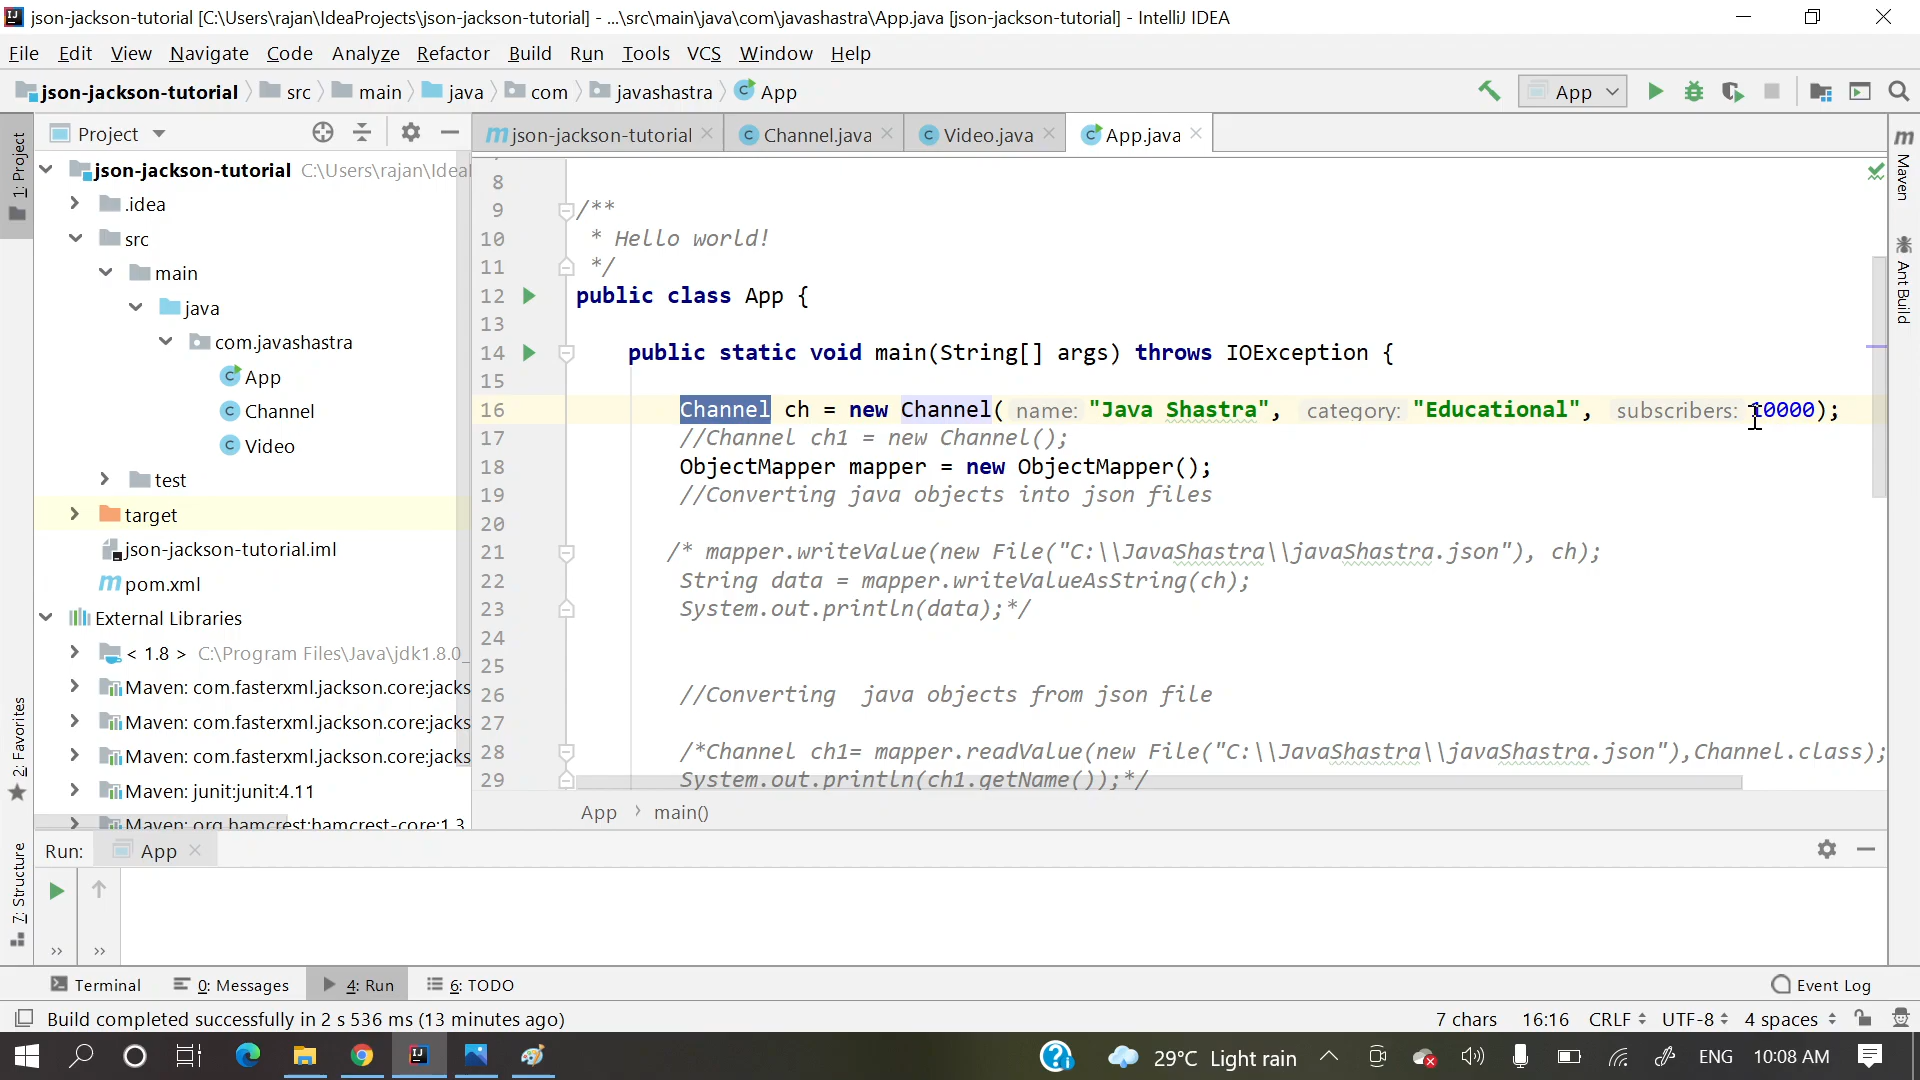 json-jackson-tutorial [C:\Users\rajan\IdeaProjects\json-jackson-tutorial] - ...\src\main\java\com\javashastra\App.java [json-jackson-tutorial] - IntelliJ IDEA
File Edit View Navigate Code Analyze Refactor Build Run Tools VCS Window Help
json-jackson-tutorial src main java com javashastra App
App
Project
json-jackson-tutorial Channel.java Video.java App.java
1: Project
2: Favorites
7: Structure
json-jackson-tutorial C:\Users\rajan\Idea
.idea
src
main
java
com.javashastra
App
Channel
Video
test
target
json-jackson-tutorial.iml
pom.xml
External Libraries
< 1.8 > C:\Program Files\Java\jdk1.8.0_
Maven: com.fasterxml.jackson.core:jacks
Maven: com.fasterxml.jackson.core:jacks
Maven: com.fasterxml.jackson.core:jacks
Maven: junit:junit:4.11
Maven: org.hamcrest:hamcrest-core:1.3
8
9 /**
10 * Hello world!
11 */
12 public class App {
13
14 public static void main(String[] args) throws IOException {
15
16 Channel ch = new Channel( name: "Java Shastra", category: "Educational", subscribers: 10000);
17 //Channel ch1 = new Channel();
18 ObjectMapper mapper = new ObjectMapper();
19 //Converting java objects into json files
20
21 /* mapper.writeValue(new File("C:\\JavaShastra\\javaShastra.json"), ch);
22 String data = mapper.writeValueAsString(ch);
23 System.out.println(data);*/
24
25
26 //Converting  java objects from json file
27
28 /*Channel ch1= mapper.readValue(new File("C:\\JavaShastra\\javaShastra.json"),Channel.class);
29 System.out.println(ch1.getName());*/
App main()
Maven
Ant Build
Run: App
Terminal 0: Messages 4: Run 6: TODO Event Log
Build completed successfully in 2 s 536 ms (13 minutes ago) 7 chars 16:16 CRLF UTF-8 4 spaces
29°C Light rain ENG 10:08 AM